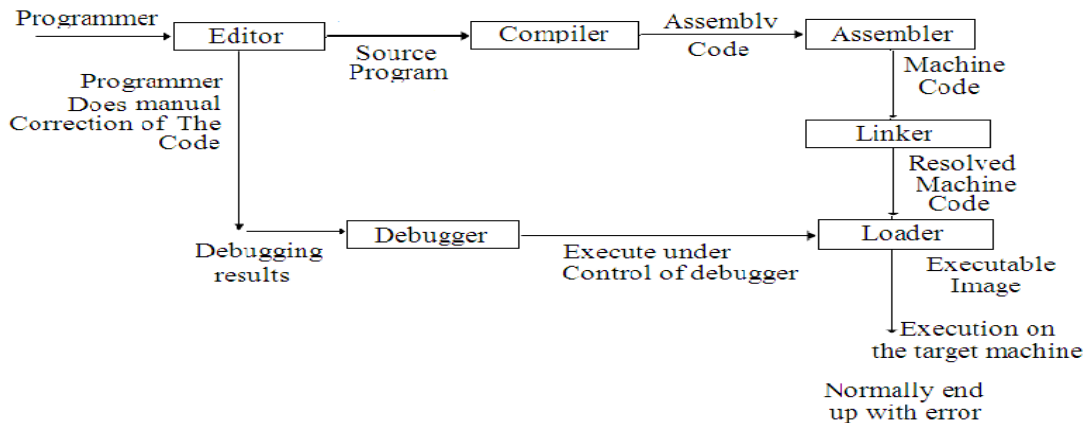 Programmer
Editor
Source
Program
Compiler
Assembly
Code
Assembler
Programmer
Does manual
Correction of The
Code
Machine
Code
Linker
Resolved
Machine
Code
Debugging
results
Debugger
Execute under
Control of debugger
Loader
Executable
Image
Execution on
the target machine
Normally end
up with error